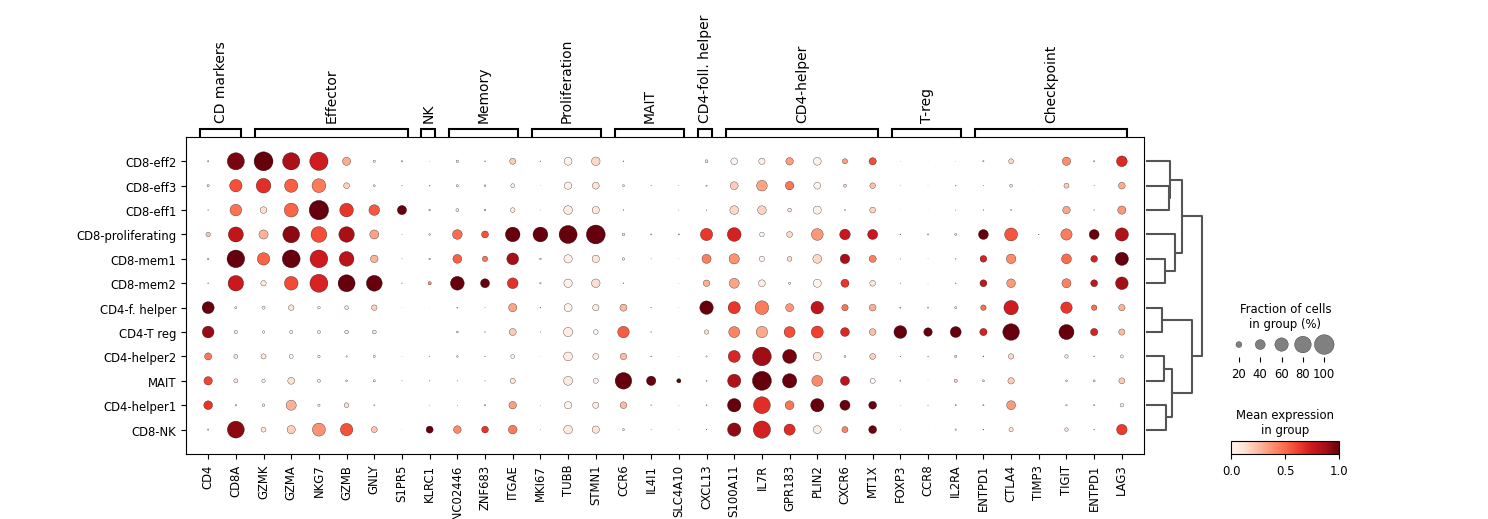 CD markers
Effector
NK
Memory
Proliferation
MAIT
CD4-foll. helper
CD4-helper
T-reg
Checkpoint
CD8-eff2
CD8-eff3
CD8-eff1
CD8-proliferating
CD8-mem1
CD8-mem2
CD4-f. helper
CD4-T reg
CD4-helper2
MAIT
CD4-helper1
CD8-NK
CD4
CD8A
GZMK
GZMA
NKG7
GZMB
GNLY
S1PR5
KLRC1
NC02446
ZNF683
ITGAE
MKI67
TUBB
STMN1
CCR6
IL4I1
SLC4A10
CXCL13
S100A11
IL7R
GPR183
PLIN2
CXCR6
MT1X
FOXP3
CCR8
IL2RA
ENTPD1
CTLA4
TIMP3
TIGIT
ENTPD1
LAG3
Fraction of cells
in group (%)
20 40 60 80 100
Mean expression
in group
0.0 0.5 1.0